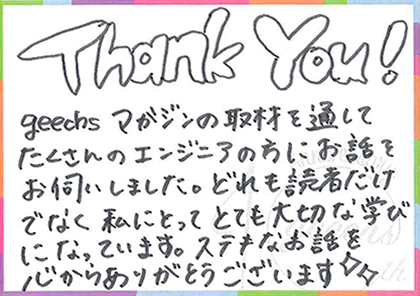 Thank You!
geechs マガジンの取材を通して
たくさんのエンジニアの方にお話を
お伺いしました。どれも読者だけ
でなく私にとってとても大切な学び
になっています。ステキなお話を
心からありがとうございます